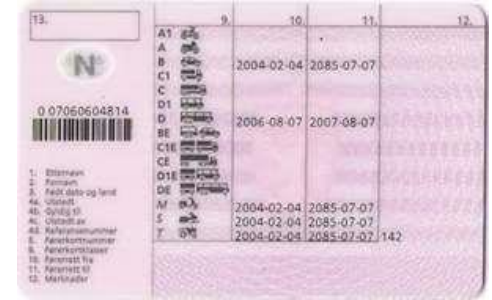 13.
9. 10. 11. 12.
A1
A
B 2004-02-04 2085-07-07
C1
C
D1
D 2006-08-07 2007-08-07
BE
C1E
CE
D1E
DE
M 2004-02-04 2085-07-07
S 2004-02-04 2085-07-07
T 2004-02-04 2085-07-07 142
N
0 07060604814
1. Etternavn
2. Fornavn
3. Født dato og land
4a. Utstedt
4b. Gyldig til
4c. Utstedt av
4d. Referansenummer
5. Førerkortnummer
9. Førerkortklasser
10. Førerrett fra
11. Førerrett til
12. Merknader